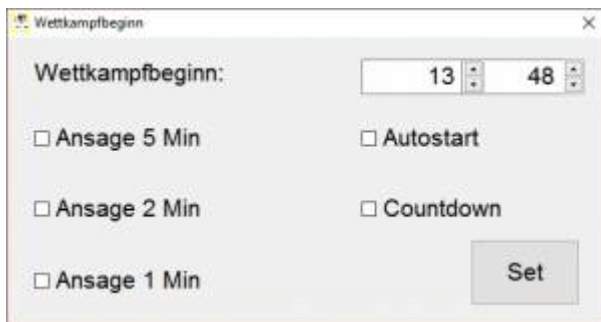 Wettkampfbeginn
Wettkampfbeginn: 13 48
Ansage 5 Min Autostart
Ansage 2 Min Countdown
Ansage 1 Min Set